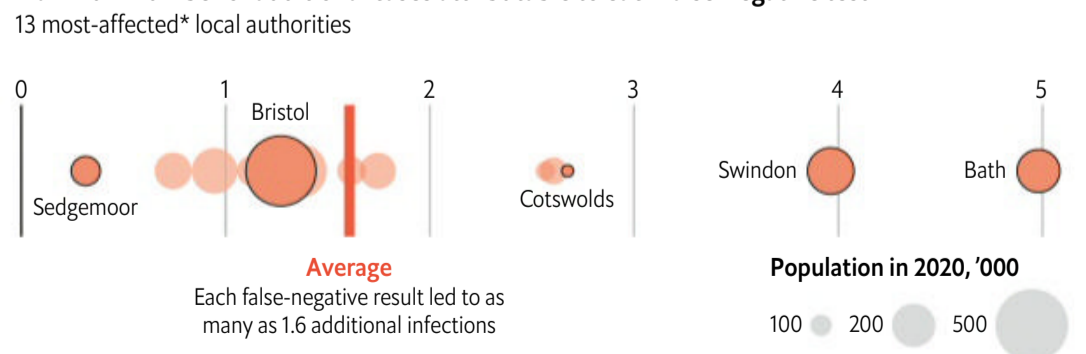 13 most-affected* local authorities
0 1 2 3 4 5
Bristol
Swindon
Bath
Sedgemoor
Cotswolds
Average
Each false-negative result led to as
many as 1.6 additional infections
Population in 2020, ’000
100 200 500